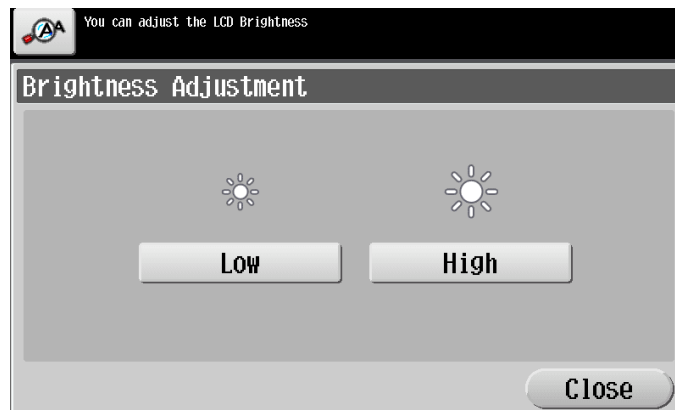 You can adjust the LCD Brightness
Brightness Adjustment
Low
High
Close